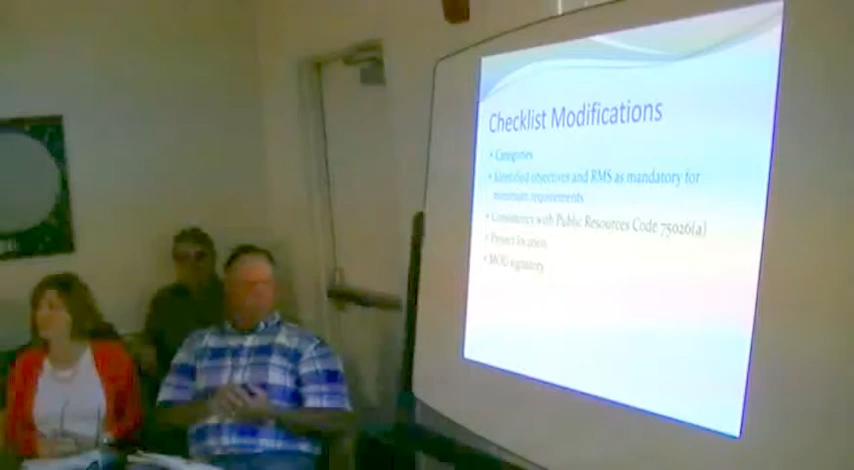 Checklist Modifications
• Categories
• Identified objectives and RMS as mandatory for
minimum requirements
• Consistency with Public Resources Code 75026(a)
• Project location
• MOU signatory